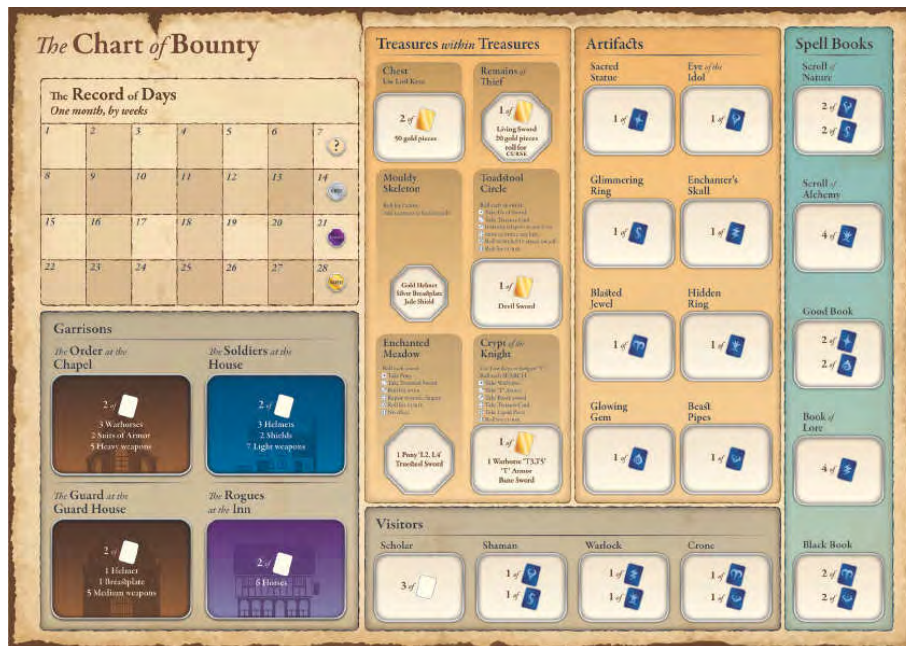 The Chart of Bounty
The Record of Days
One month, by weeks
1 2 3 4 5 6 7
?
8 9 10 11 12 13 14
15 16 17 18 19 20 21
22 23 24 25 26 27 28
Garrisons
The Order at the
Chapel
2 of
3 Warhorses
2 Suits of Armor
5 Heavy weapons
The Soldiers at the
House
2 of
3 Helmets
2 Shields
7 Light weapons
The Guard at the
Guard House
2 of
1 Helmet
1 Breastplate
5 Medium weapons
The Rogues
at the Inn
2 of
6 Horses
Treasures within Treasures
Chest
Use Lost Keys
2 of
50 gold pieces
Remains of
Thief
1 of
Living Sword
20 gold pieces
roll for
CURSE
Mouldy
Skeleton
Gold Helmet
Silver Breastplate
Jade Shield
Toadstool
Circle
1 of
Devil Sword
Enchanted
Meadow
1 Pony
Truesteel Sword
Crypt of the
Knight
1 of
1 Warhorse
'T' Armor
Bane Sword
Artifacts
Sacred
Statue
1 of
Eye of the
Idol
1 of
Glimmering
Ring
1 of
Enchanter's
Skull
1 of
Blasted
Jewel
1 of
Hidden
Ring
1 of
Glowing
Gem
1 of
Beast
Pipes
1 of
Spell Books
Scroll of
Nature
2 of
2 of
Scroll of
Alchemy
4 of
Good Book
2 of
2 of
Book of
Lore
4 of
Black Book
2 of
2 of
Visitors
Scholar
3 of
Shaman
1 of
1 of
Warlock
1 of
1 of
Crone
1 of
1 of